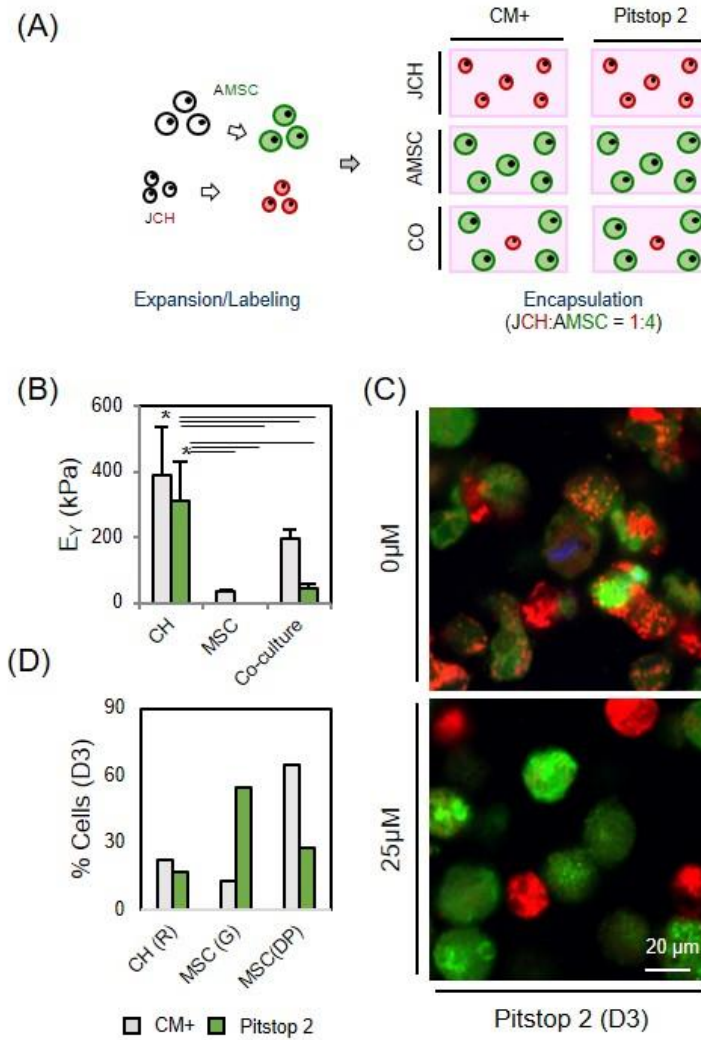 (A)
CM+ Pitstop 2
AMSC
JCH
JCH
AMSC
CO
Expansion/Labeling
Encapsulation
(JCH:AMSC = 1:4)
(B)
600
400
200
0
Eγ (kPa)
* 
*
CH
MSC
Co-culture
(C)
0µM
25µM
20 µm
Pitstop 2 (D3)
(D)
90
60
30
0
% Cells (D3)
CH (R)
MSC (G)
MSC(DP)
CM+ Pitstop 2